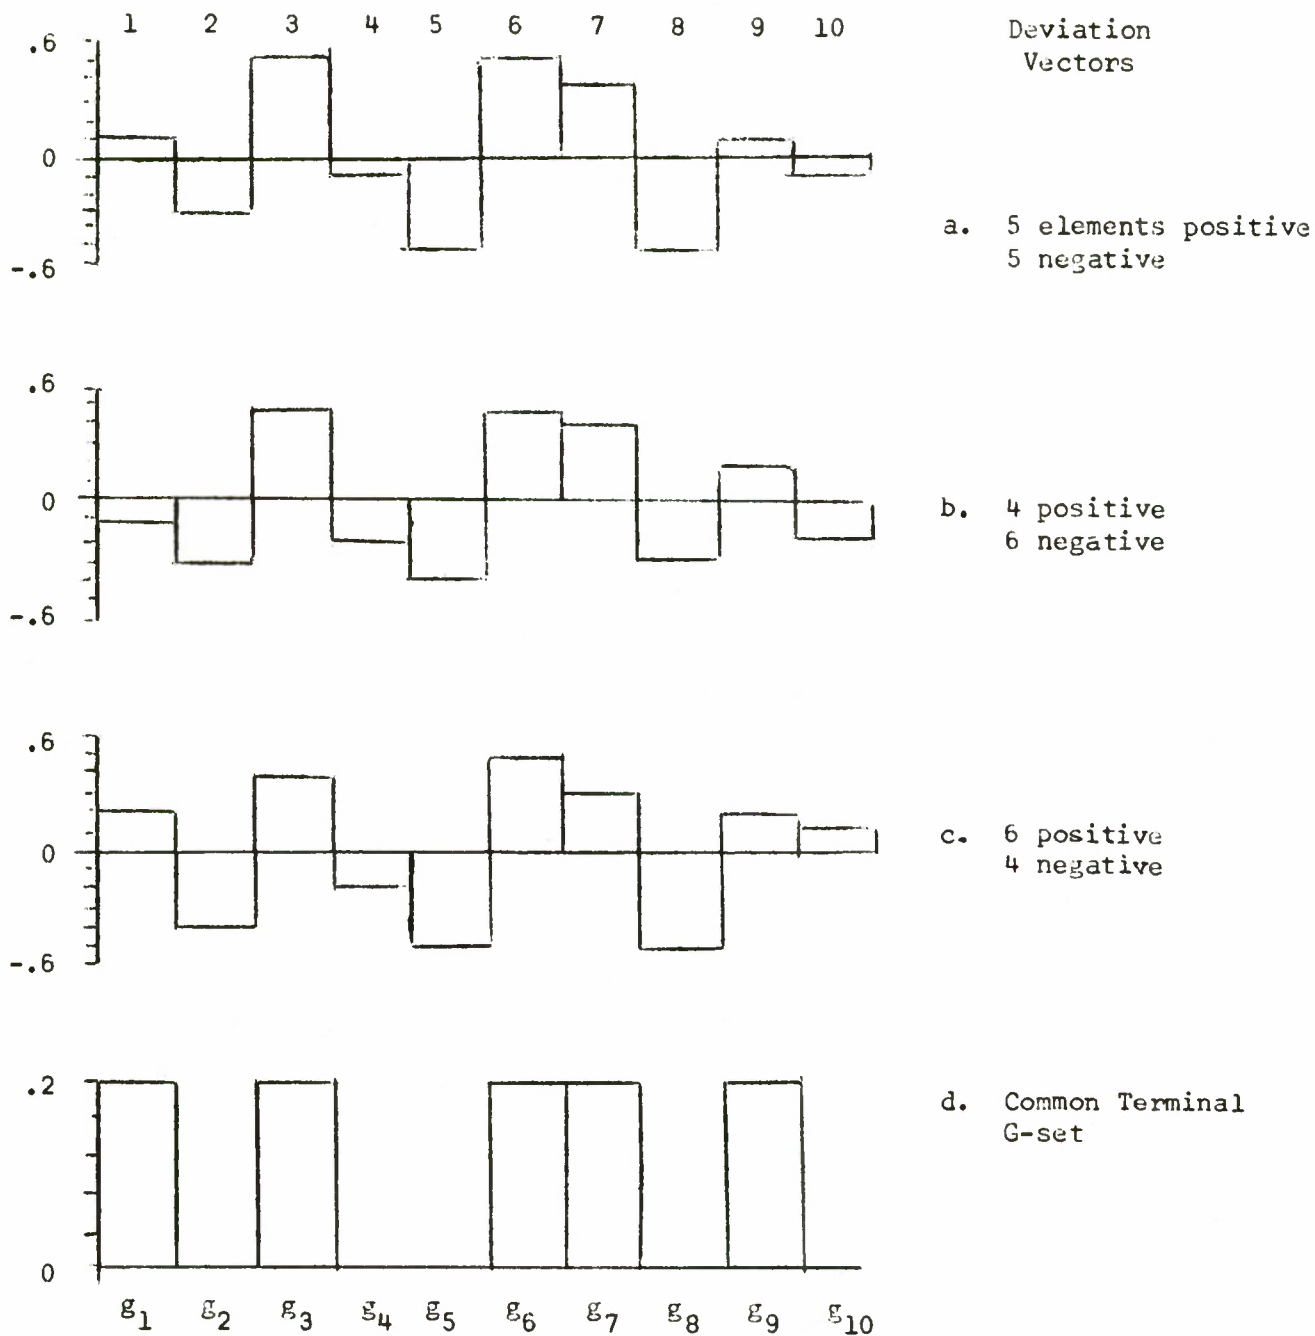 1 2 3 4 5 6 7 8 9 10
Deviation
Vectors
.6
0
-.6
a. 5 elements positive
5 negative
.6
0
-.6
b. 4 positive
6 negative
.6
0
-.6
c. 6 positive
4 negative
.2
0
d. Common Terminal
G-set
g1 g2 g3 g4 g5 g6 g7 g8 g9 g10